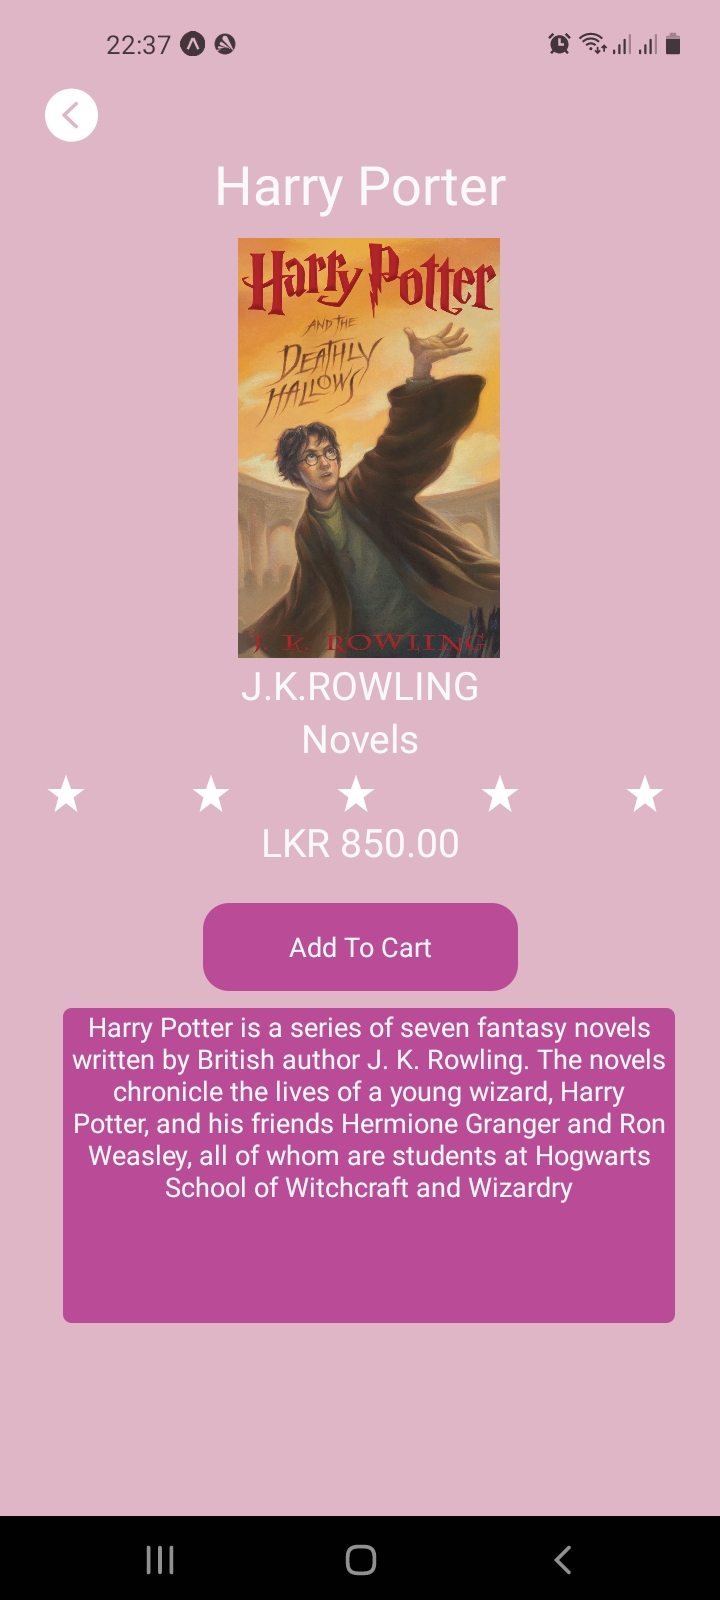 22:37
Harry Porter
Harry Potter
AND THE
DEATHLY
HALLOWS
J. K. ROWLING
J.K.ROWLING
Novels
LKR 850.00
Add To Cart
Harry Potter is a series of seven fantasy novels
written by British author J. K. Rowling. The novels
chronicle the lives of a young wizard, Harry
Potter, and his friends Hermione Granger and Ron
Weasley, all of whom are students at Hogwarts
School of Witchcraft and Wizardry